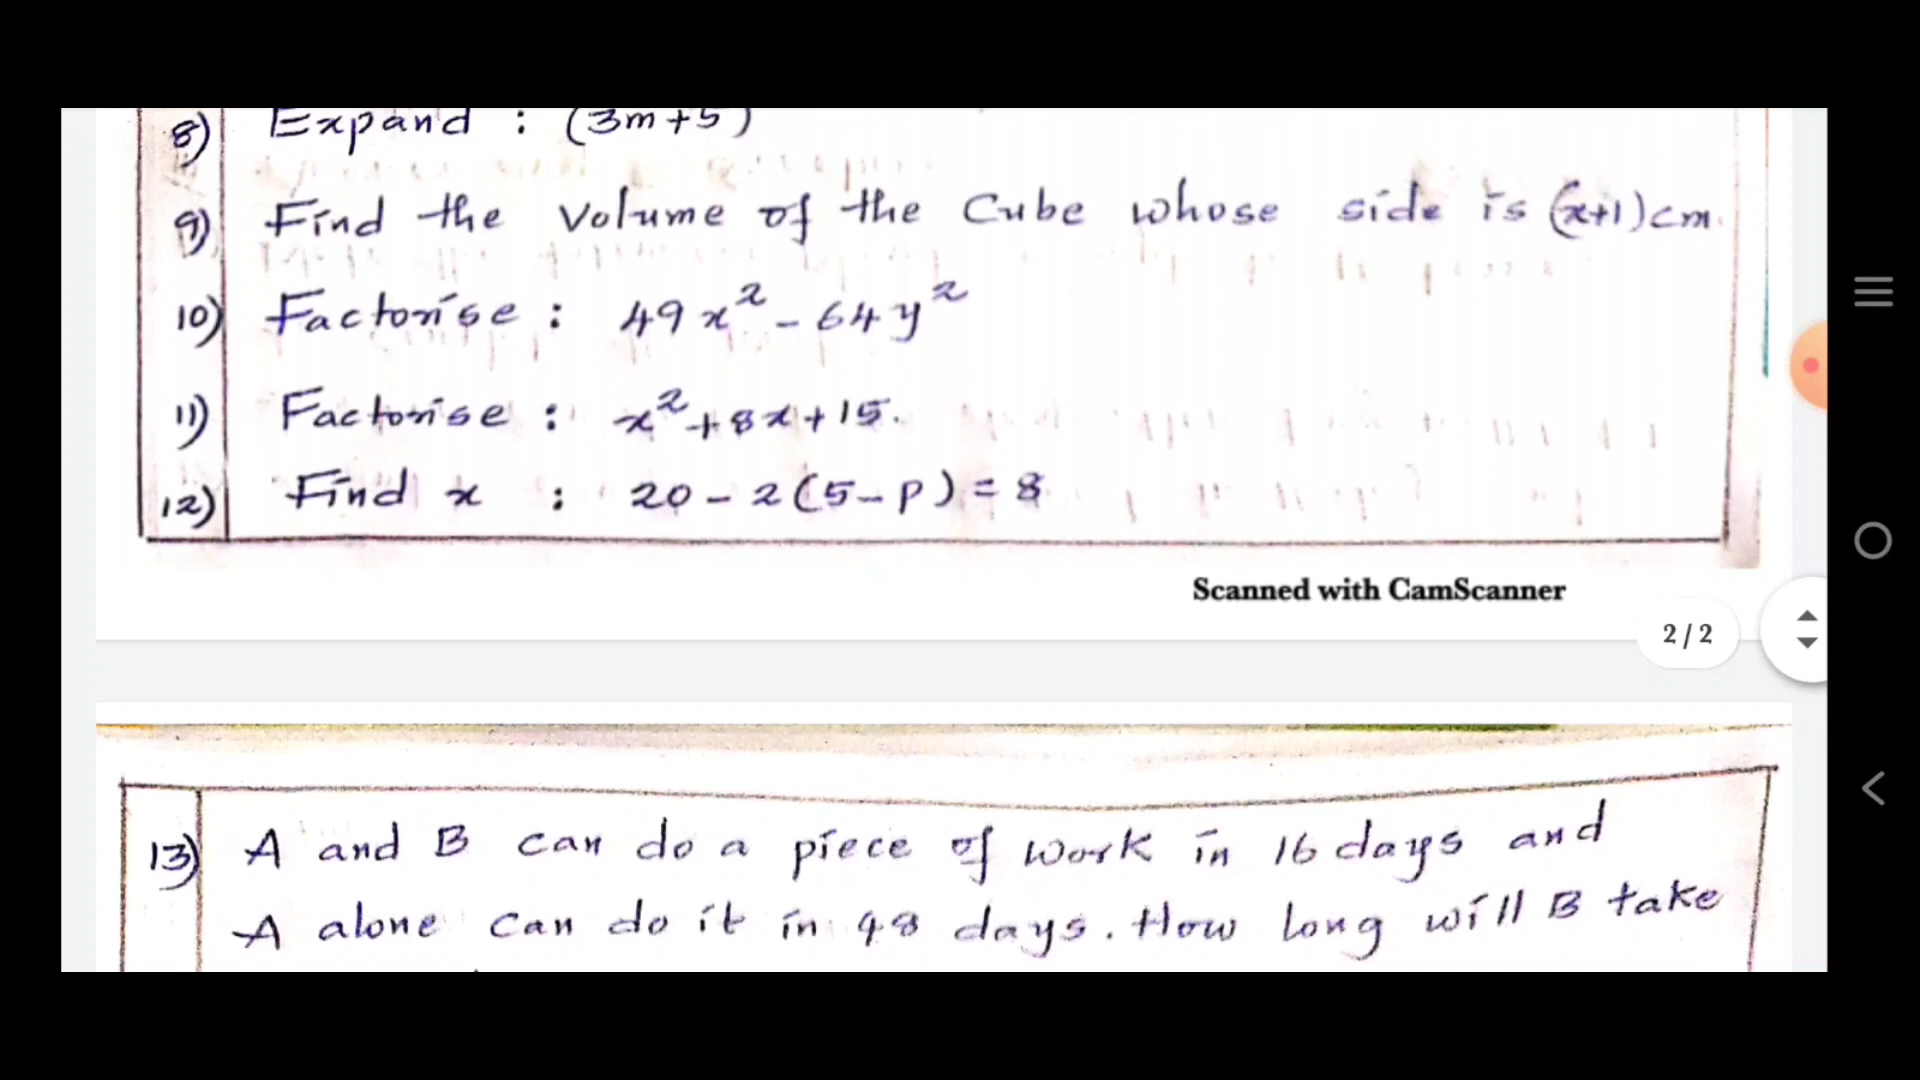 8) Expand : (3m+5)
9) Find the volume of the cube whose side is (x+1)cm.
10) Factorise : 49x² - 64y²
11) Factorise : x²+8x+15.
12) Find x : 20-2(5-p)=8
Scanned with CamScanner
2/2
13) A and B can do a piece of work in 16 days and
A alone can do it in 48 days. How long will B take